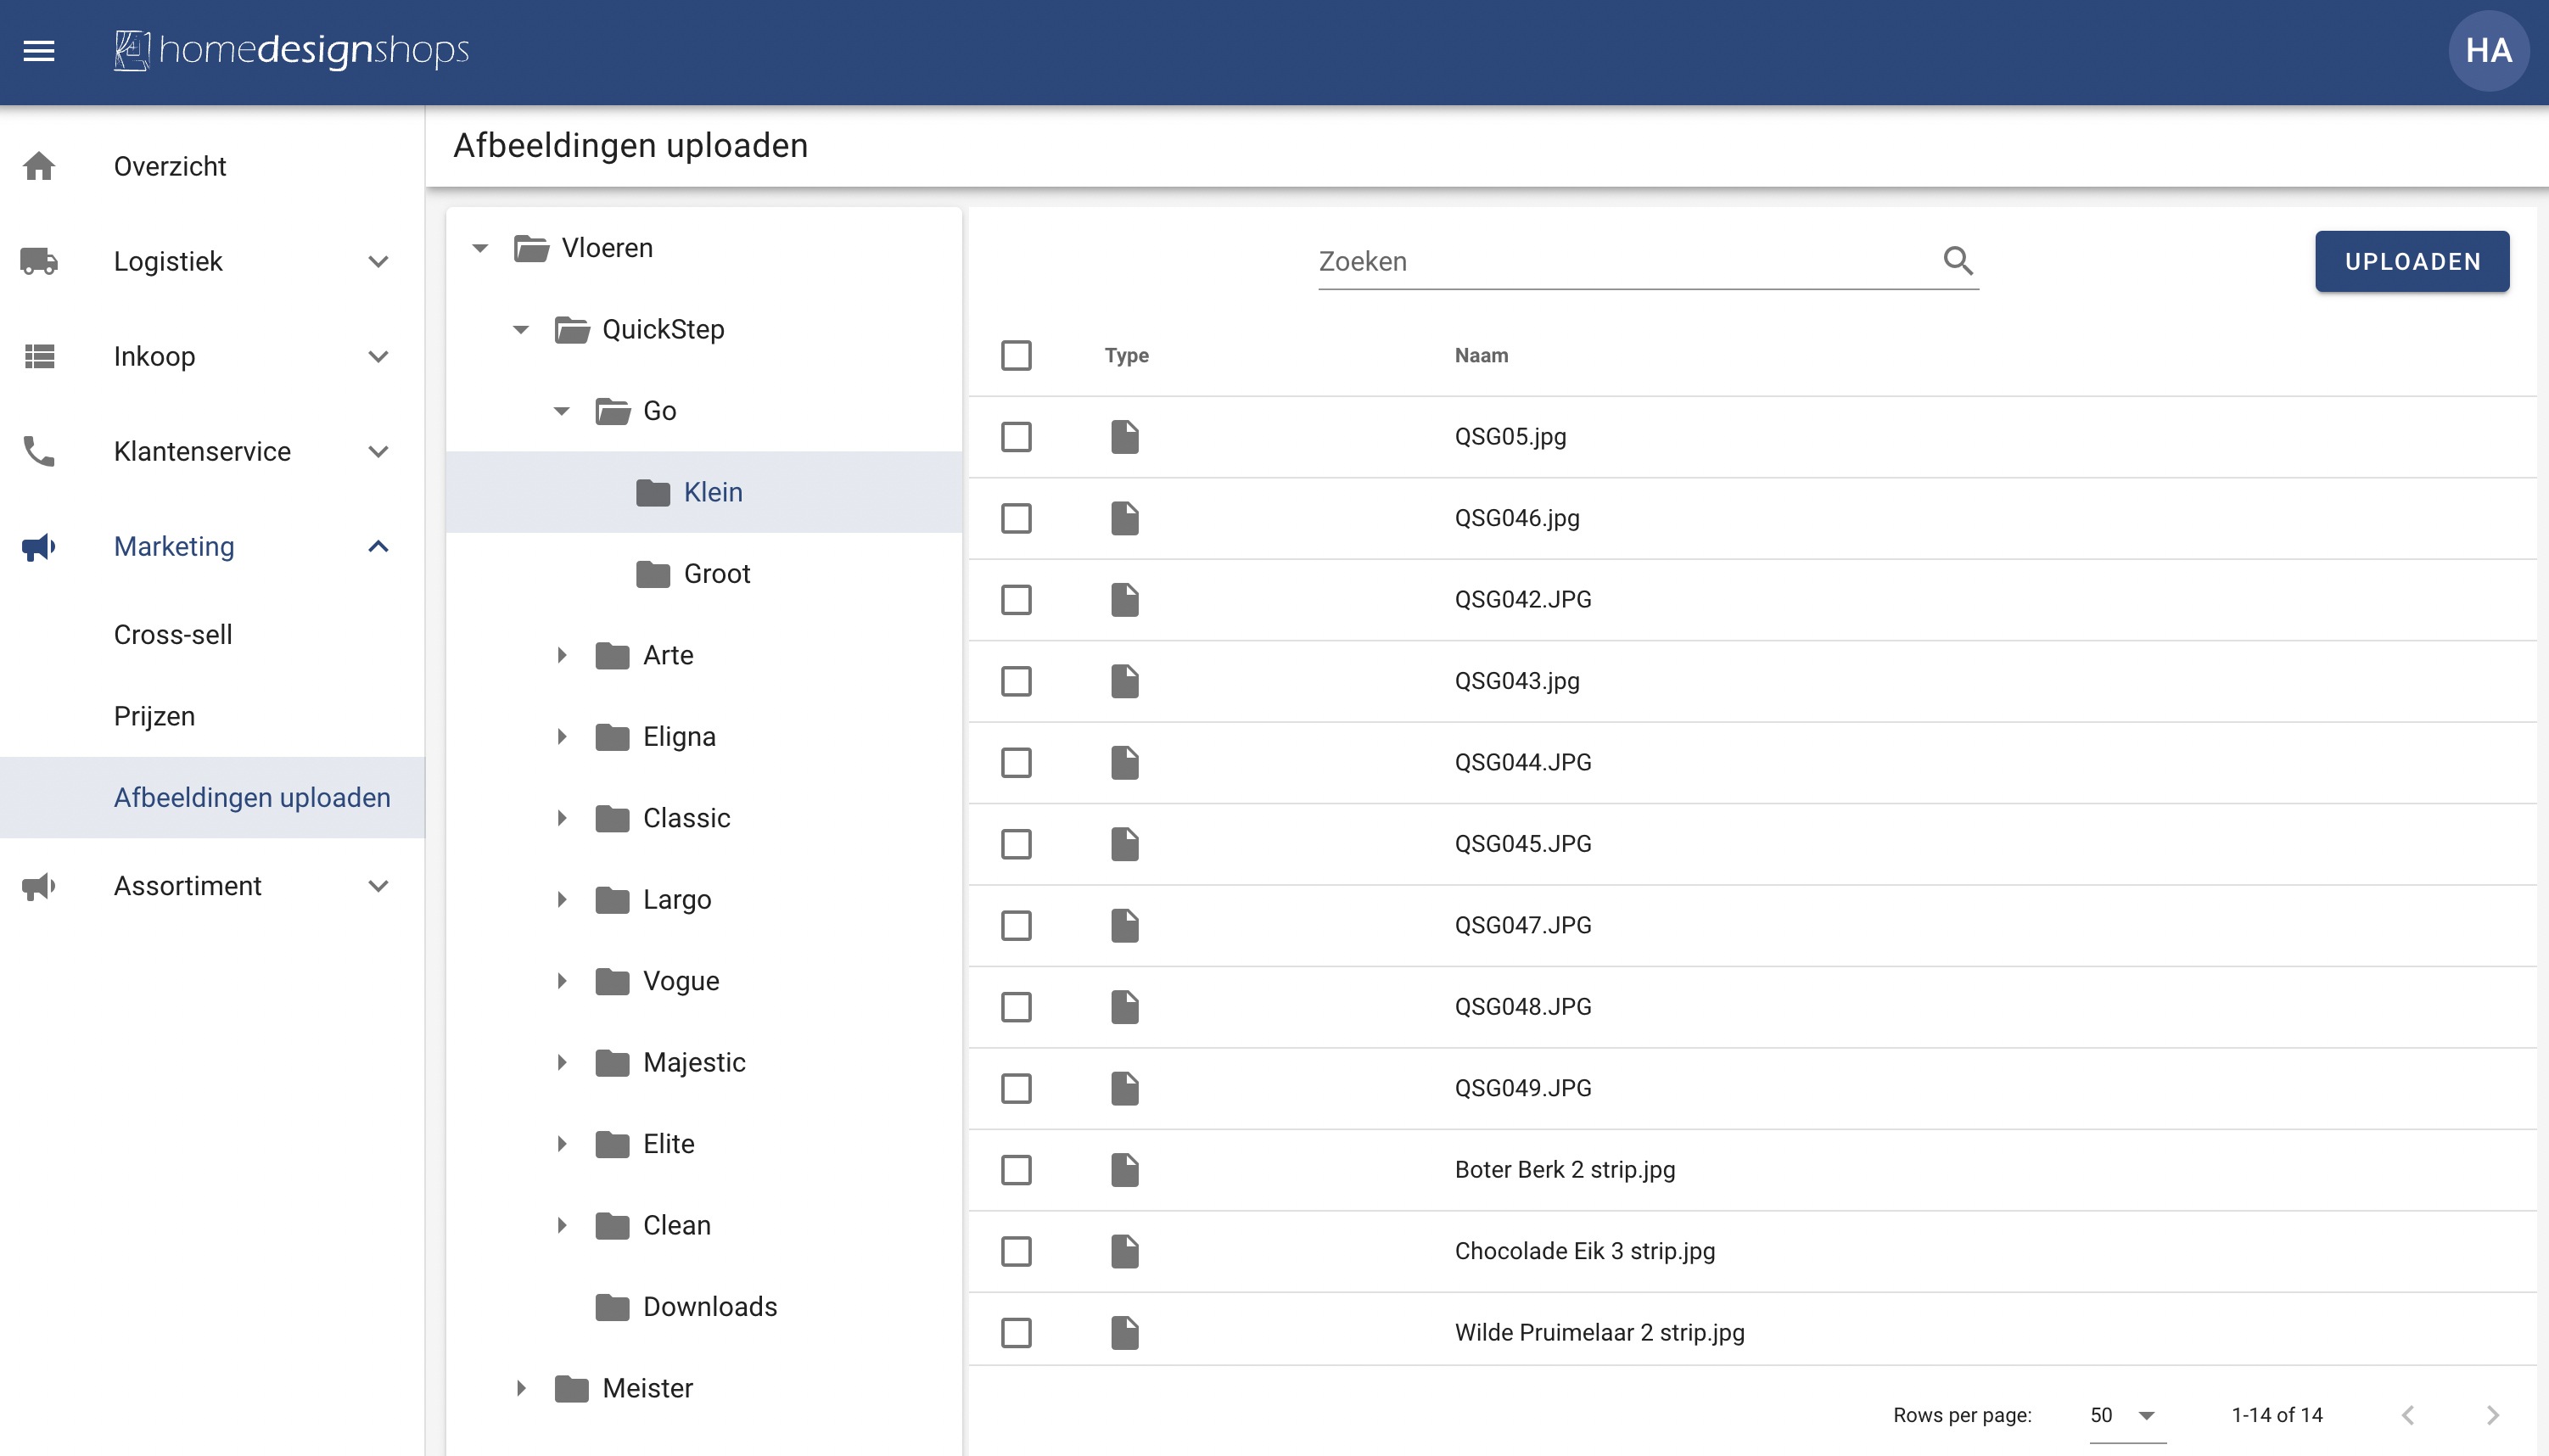 homedesignshops
HA
Overzicht
Logistiek
Inkoop
Klantenservice
Marketing
Cross-sell
Prijzen
Afbeeldingen uploaden
Assortiment
Afbeeldingen uploaden
Vloeren
QuickStep
Go
Klein
Groot
Arte
Eligna
Classic
Largo
Vogue
Majestic
Elite
Clean
Downloads
Meister
Zoeken
UPLOADEN
Type Naam
QSG05.jpg
QSG046.jpg
QSG042.JPG
QSG043.jpg
QSG044.JPG
QSG045.JPG
QSG047.JPG
QSG048.JPG
QSG049.JPG
Boter Berk 2 strip.jpg
Chocolade Eik 3 strip.jpg
Wilde Pruimelaar 2 strip.jpg
Rows per page: 50 1-14 of 14